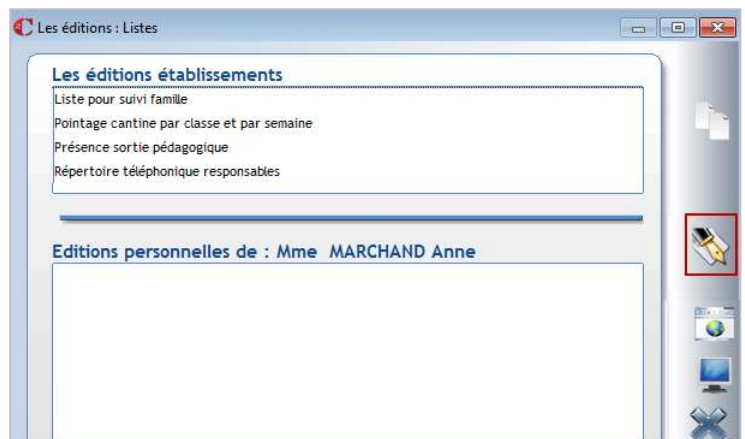 Les éditions : Listes
Les éditions établissements
Liste pour suivi famille
Pointage cantine par classe et par semaine
Présence sortie pédagogique
Répertoire téléphonique responsables
Editions personnelles de : Mme MARCHAND Anne